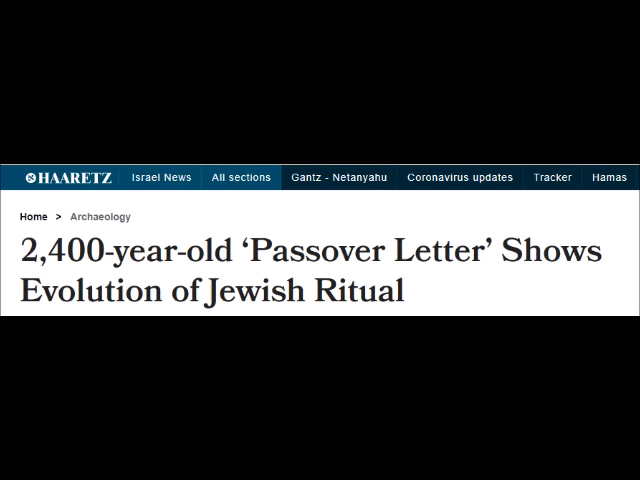 HAARETZ Israel News All sections Gantz - Netanyahu Coronavirus updates Tracker Hamas
Home > Archaeology
2,400-year-old ‘Passover Letter’ Shows
Evolution of Jewish Ritual